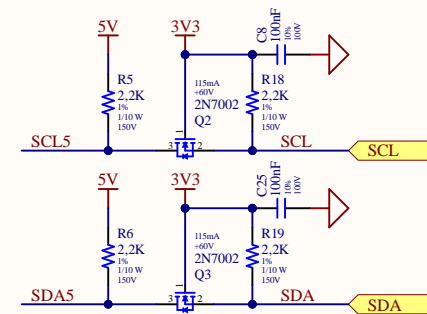 5V
3V3
C8
100nF
10%
100V
R5
2,2K
1%
1/10 W
150V
115mA
+60V
2N7002
Q2
R18
2,2K
1%
1/10 W
150V
1
3
2
SCL5
SCL
SCL
5V
3V3
C25
100nF
10%
100V
R6
2,2K
1%
1/10 W
150V
115mA
+60V
2N7002
Q3
R19
2,2K
1%
1/10 W
150V
1
3
2
SDA5
SDA
SDA